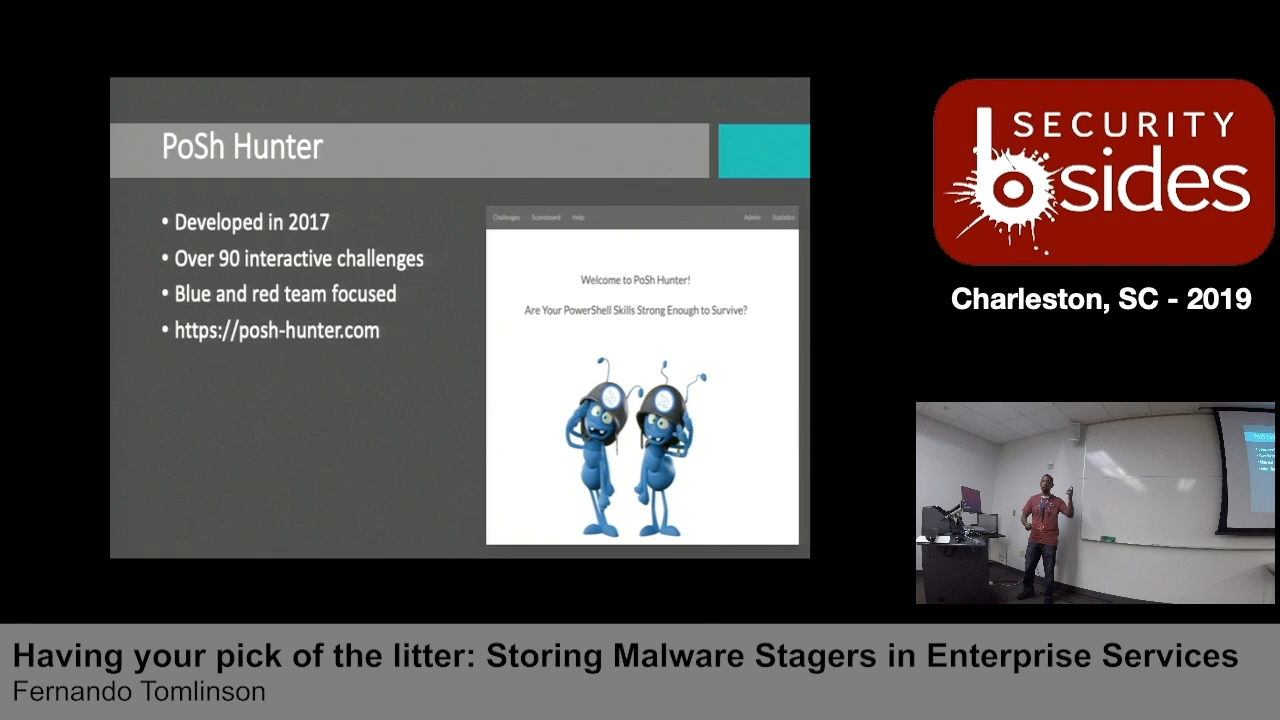 PoSh Hunter
• Developed in 2017
• Over 90 interactive challenges
• Blue and red team focused
• https://posh-hunter.com
Challenges Scoreboard Help Admin Statistics
Welcome to PoSh Hunter!
Are Your PowerShell Skills Strong Enough to Survive?
SECURITY
bsides
Charleston, SC - 2019
Having your pick of the litter: Storing Malware Stagers in Enterprise Services
Fernando Tomlinson